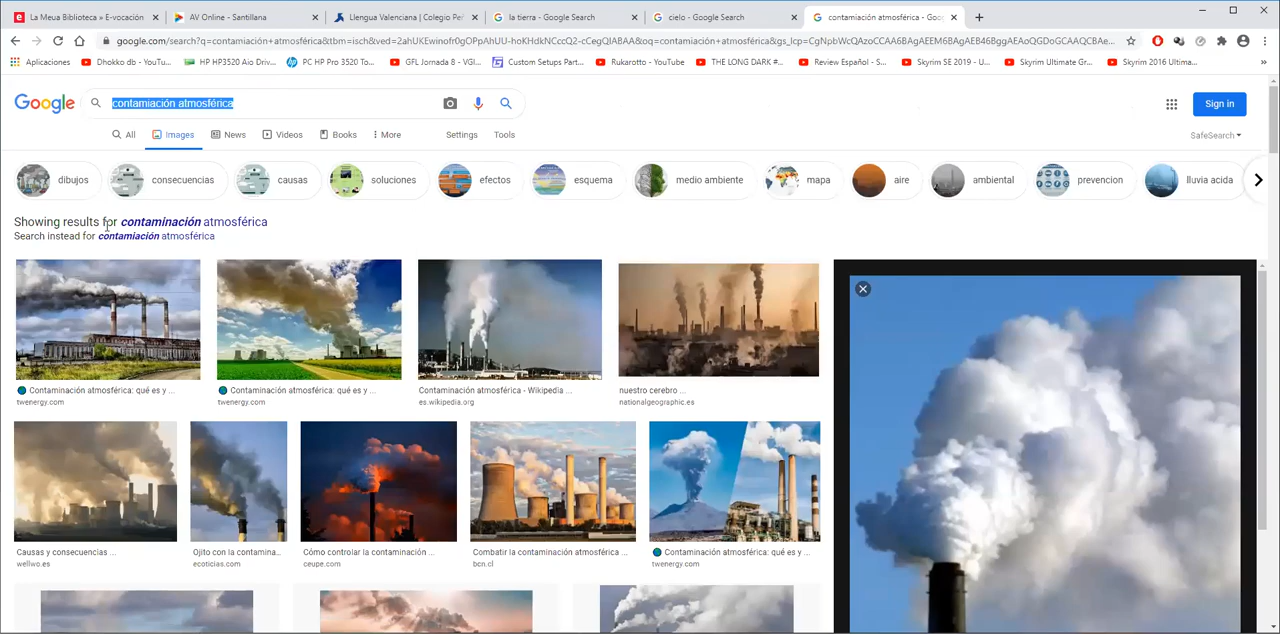 La Meua Biblioteca » E-vocación
AV Online - Santillana
Llengua Valenciana | Colegio Pe
la tierra - Google Search
cielo - Google Search
contamiación atmosférica - Goo
google.com/search?q=contamiación+atmosférica&tbm=isch&ved=2ahUKEwinofr0gOPpAhUU-hoKHdkNCccQ2-cCegQIABAA&oq=contamiación+atmosférica&gs_lcp=CgNpbWcQAzoCCAA6BAgAEEM6BAgAEB46BggAEAoQGDoGCAAQCBAe...
Aplicaciones
Dhokko db - YouTu...
HP HP3520 Aio Driv...
PC HP Pro 3520 To...
GFL Jornada 8 - VGI...
Custom Setups Part...
Rukarotto - YouTube
THE LONG DARK #...
Review Español - S...
Skyrim SE 2019 - U...
Skyrim Ultimate Gr...
Skyrim 2016 Ultima...
»
Google
contamiación atmosférica
Sign in
All
Images
News
Videos
Books
More
Settings
Tools
SafeSearch
dibujos
consecuencias
causas
soluciones
efectos
esquema
medio ambiente
mapa
aire
ambiental
prevencion
lluvia acida
Showing results for contaminación atmosférica
Search instead for contamiación atmosférica
Contaminación atmosférica: qué es y ...
twenergy.com
Contaminación atmosférica: qué es y ...
twenergy.com
Contaminación atmosférica - Wikipedia ...
es.wikipedia.org
nuestro cerebro ...
nationalgeographic.es
Causas y consecuencias ...
wellwo.es
Ojito con la contamina...
ecoticias.com
Cómo controlar la contaminación ...
ceupe.com
Combatir la contaminación atmosférica ...
bcn.cl
Contaminación atmosférica: qué es y ...
twenergy.com